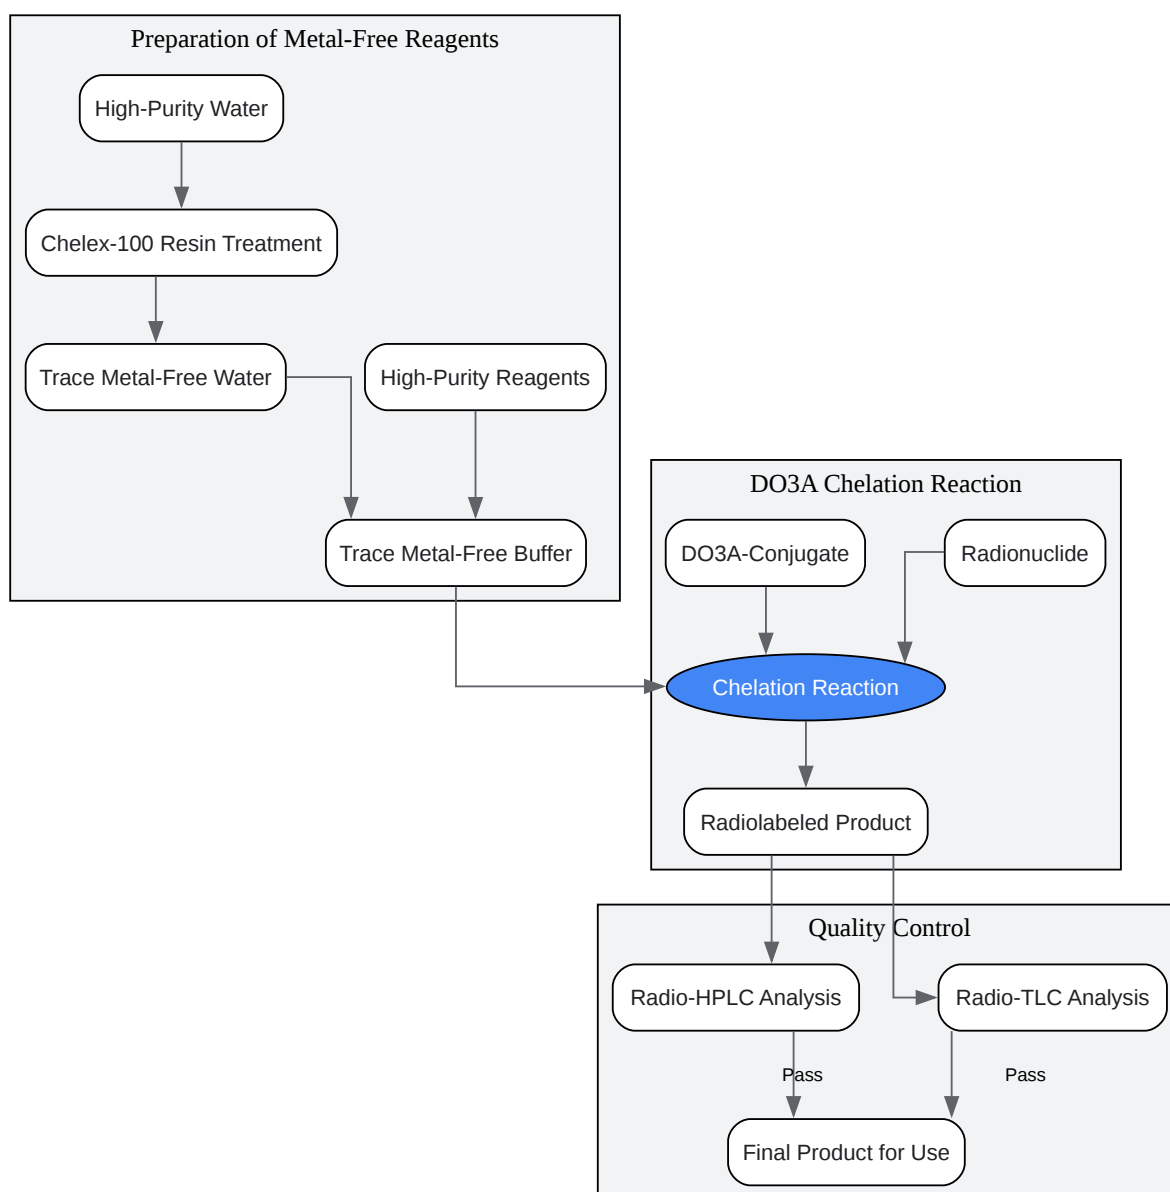 Preparation of Metal-Free Reagents
High-Purity Water
Chelex-100 Resin Treatment
Trace Metal-Free Water
High-Purity Reagents
Trace Metal-Free Buffer
DO3A Chelation Reaction
DO3A-Conjugate
Radionuclide
Chelation Reaction
Radiolabeled Product
Quality Control
Radio-HPLC Analysis
Radio-TLC Analysis
Pass
Pass
Final Product for Use